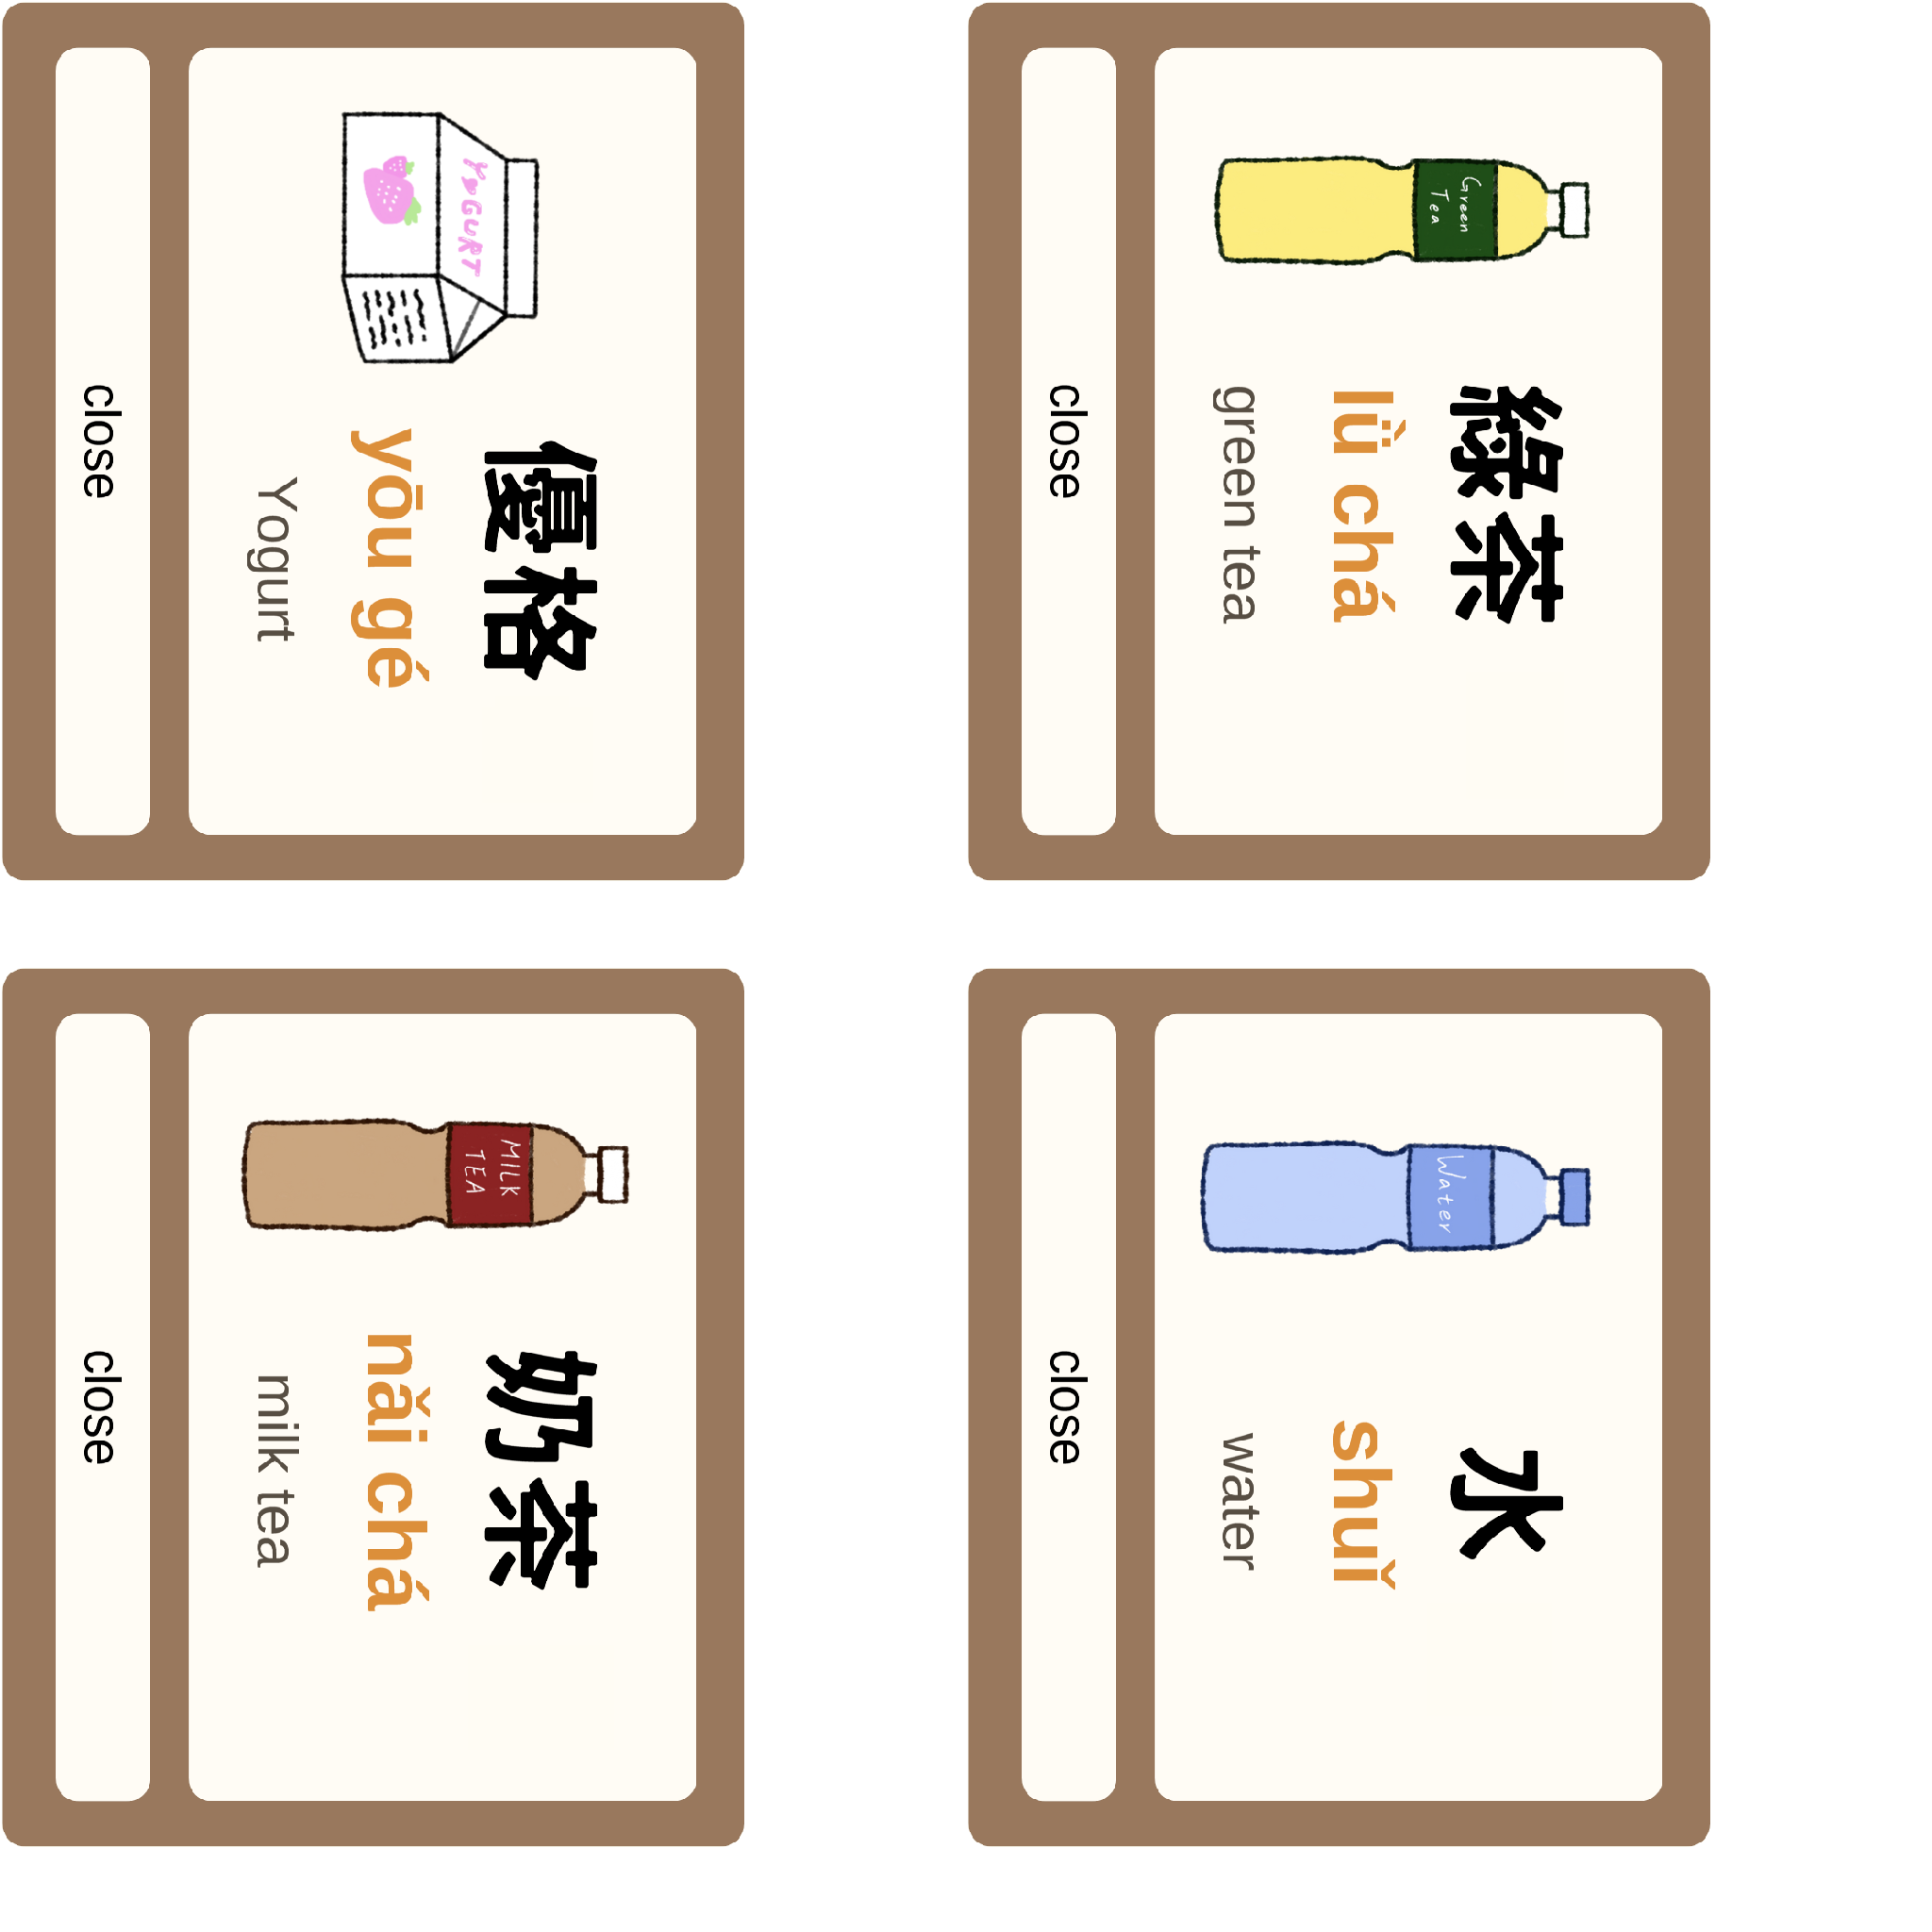 Green
Tea
綠茶
lǜ chá
green tea
close
Water
水
shuǐ
water
close
YOGURT
優格
yōu gé
Yogurt
close
MILK
TEA
奶茶
nǎi chá
milk tea
close